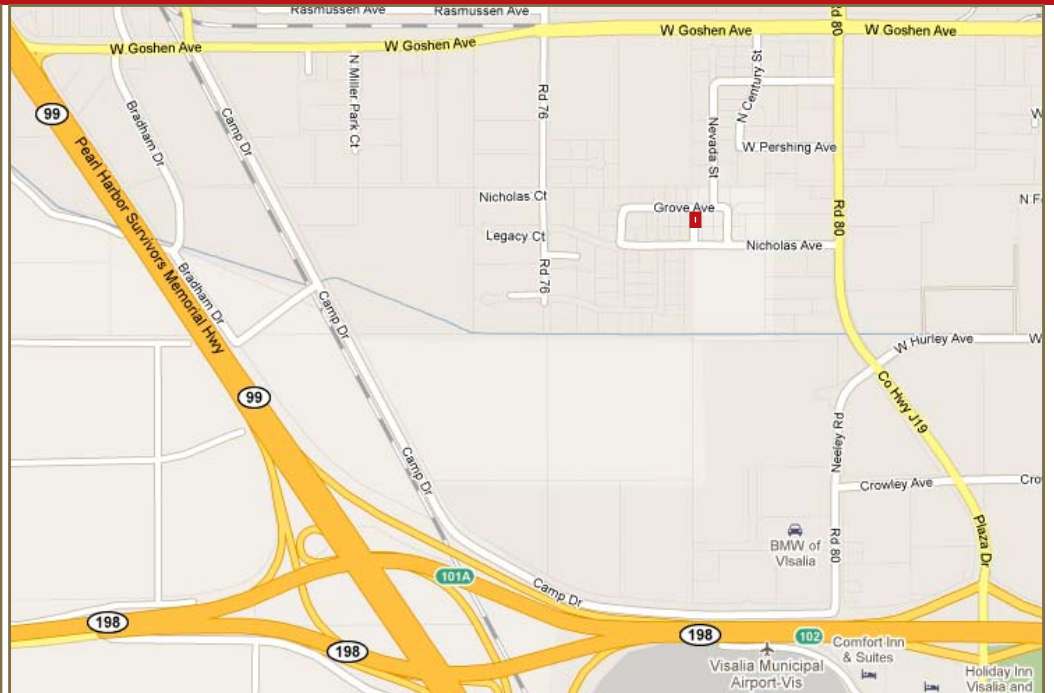 Rasmussen Ave
Rasmussen Ave
W Goshen Ave
W Goshen Ave
W Goshen Ave
W Goshen Ave
Rd 80
99
Bradham Dr
Camp Dr
N Miller Park Ct
Rd 76
Nevada St
N Century St
W Pershing Ave
Pearl Harbor Survivors Memorial Hwy
Nicholas Ct
Grove Ave
Rd 80
Legacy Ct
Nicholas Ave
Rd 76
Bradham Dr
Camp Dr
W Hurley Ave
W
99
Co Hwy J19
Neeley Rd
Camp Dr
Crowley Ave
Cro
Plaza Dr
BMW of
VIsalia
Rd 80
101A
Camp Dr
198
198
198
102
Comfort Inn
& Suites
Visalia Municipal
Airport-Vis
Holiday Inn
Visalia and